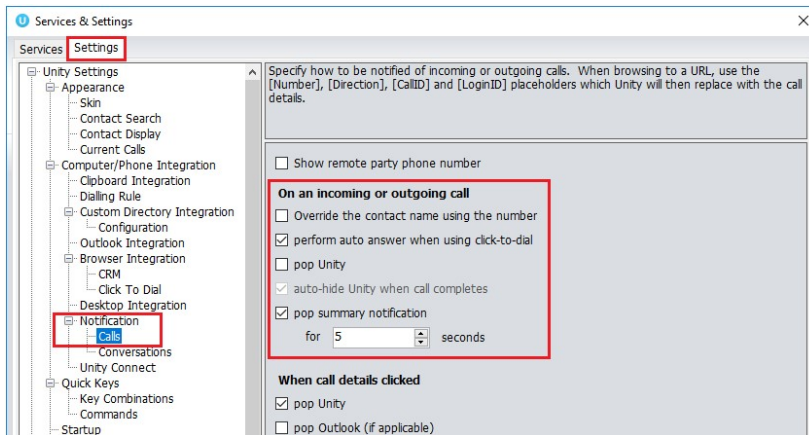 Services & Settings
Services Settings
Unity Settings
Appearance
Skin
Contact Search
Contact Display
Current Calls
Computer/Phone Integration
Clipboard Integration
Dialling Rule
Custom Directory Integration
Configuration
Outlook Integration
Browser Integration
CRM
Click To Dial
Desktop Integration
Notification
Calls
Conversations
Unity Connect
Quick Keys
Key Combinations
Commands
Startup
Specify how to be notified of incoming or outgoing calls. When browsing to a URL, use the
[Number], [Direction], [CallID] and [LoginID] placeholders which Unity will then replace with the call
details.
Show remote party phone number
On an incoming or outgoing call
Override the contact name using the number
perform auto answer when using click-to-dial
pop Unity
auto-hide Unity when call completes
pop summary notification
for 5 seconds
When call details clicked
pop Unity
pop Outlook (if applicable)